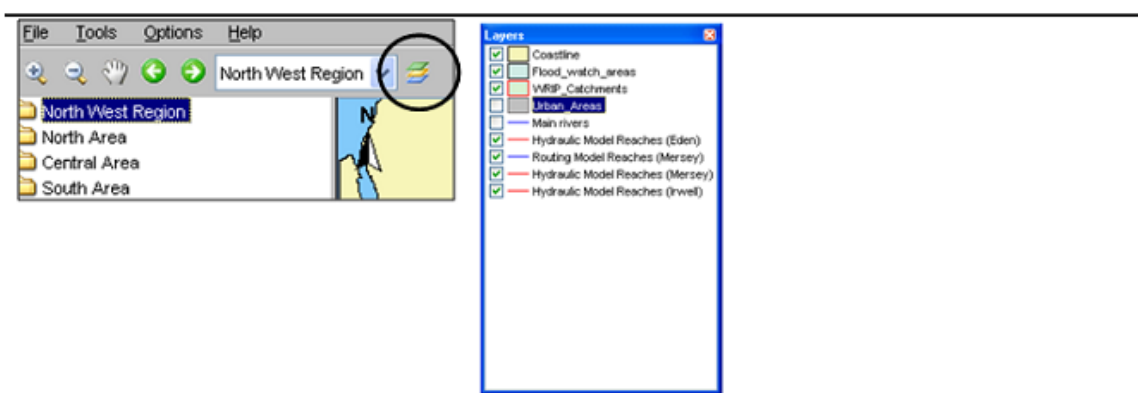 File Tools Options Help
North West Region
North West Region
North Area
Central Area
South Area
N
Layers
Coastline
Flood_watch_areas
WRIP_Catchments
Urban_Areas
Main rivers
Hydraulic Model Reaches (Eden)
Routing Model Reaches (Mersey)
Hydraulic Model Reaches (Mersey)
Hydraulic Model Reaches (Irwell)